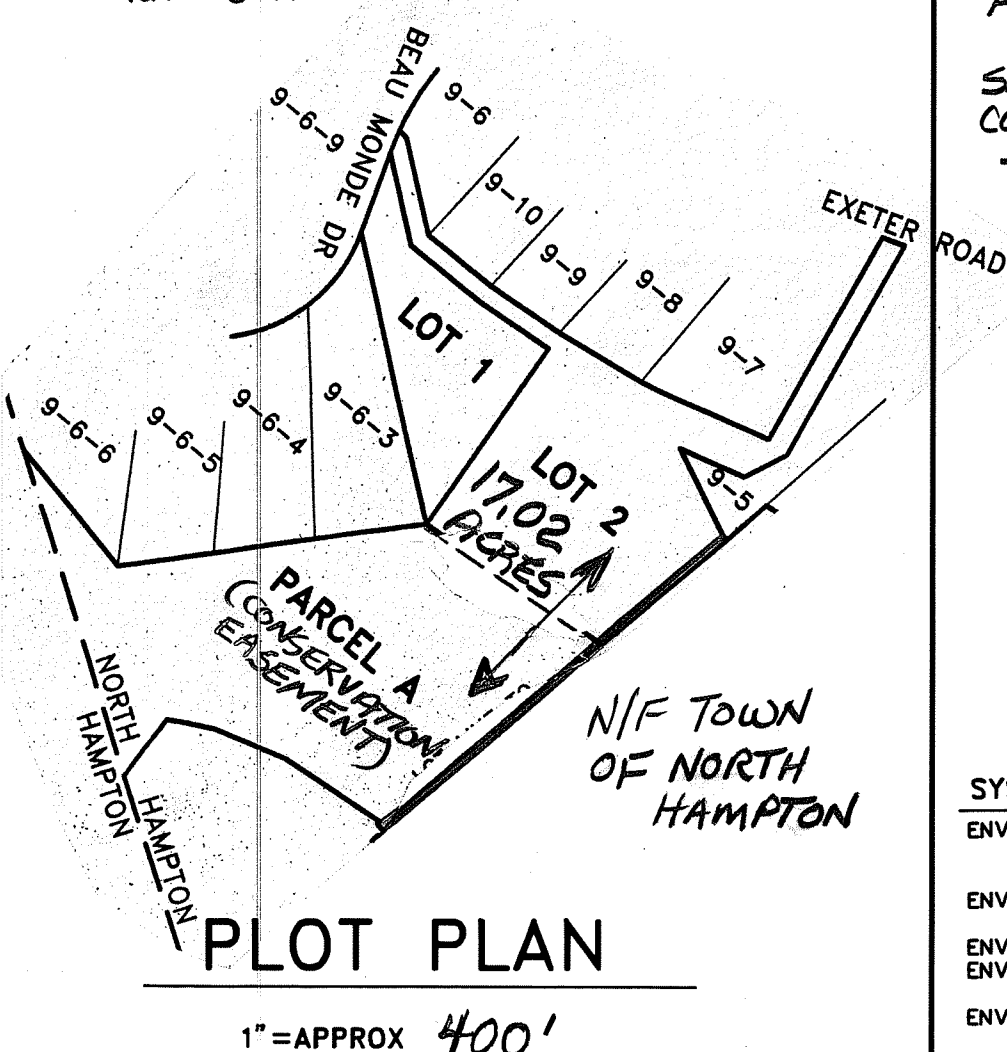 BEAU MONDE DR
9-6-9
9-6
9-10
9-9
9-8
9-7
EXETER ROAD
LOT 1
9-6-6
9-6-5
9-6-4
9-6-3
LOT 2
17.02
ACRES
9-5
PARCEL A
(CONSERVATION
EASEMENT)
NORTH
HAMPTON
HAMPTON
N/F TOWN
OF NORTH
HAMPTON
PLOT PLAN
1"=APPROX 400'
ENV
ENV
ENV
ENV
ENV